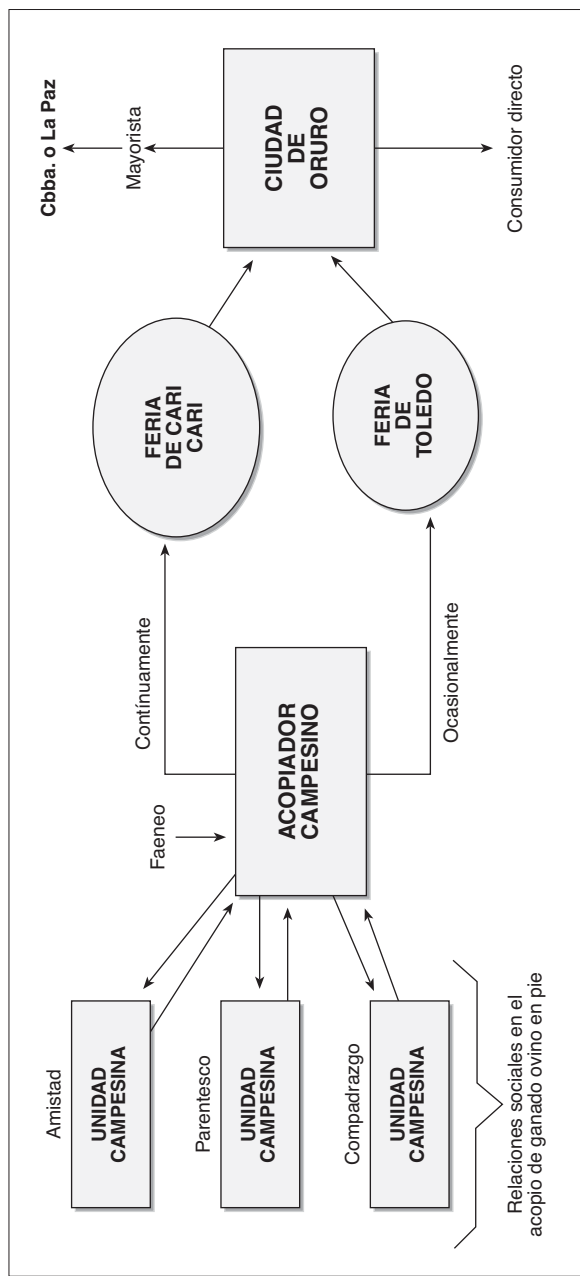 Amistad
UNIDAD
CAMPESINA
Parentesco
UNIDAD
CAMPESINA
Compadrazgo
UNIDAD
CAMPESINA
Relaciones sociales en el
acopio de ganado ovino en pie
Faeneo
ACOPIADOR
CAMPESINO
Contínuamente
Ocasionalmente
FERIA
DE CARI
CARI
FERIA
DE
TOLEDO
CIUDAD
DE
ORURO
Cbba. o La Paz
Mayorista
Consumidor directo